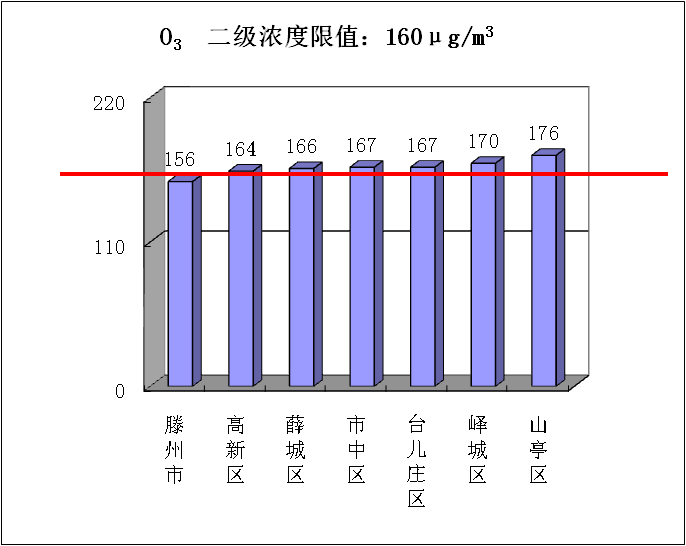 O₃ 二级浓度限值：160μg/m³
220
110
0
156
164
166
167
167
170
176
滕州市
高新区
薛城区
市中区
台儿庄区
峄城区
山亭区